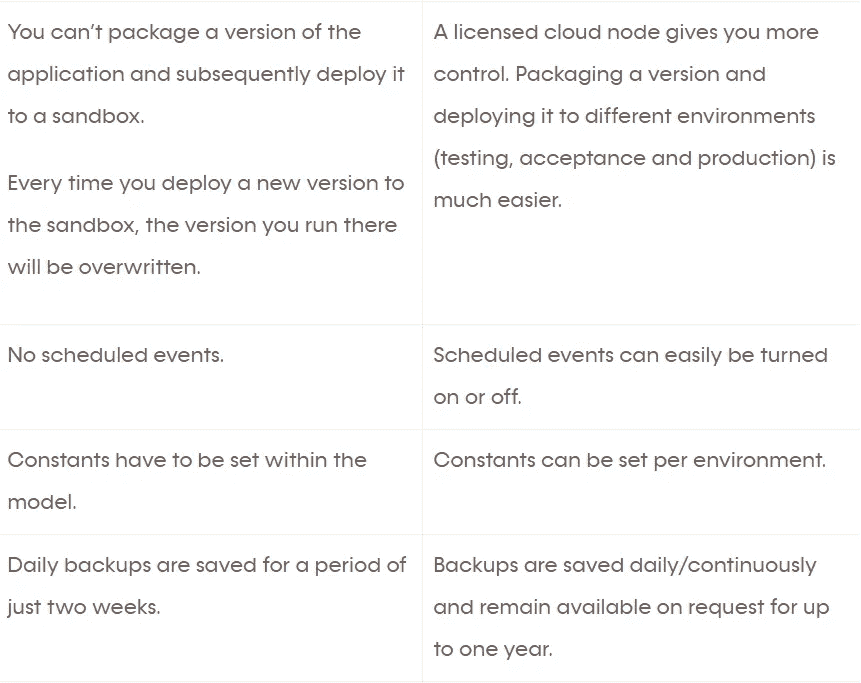 You can’t package a version of the
application and subsequently deploy it
to a sandbox.
Every time you deploy a new version to
the sandbox, the version you run there
will be overwritten.
A licensed cloud node gives you more
control. Packaging a version and
deploying it to different environments
(testing, acceptance and production) is
much easier.
No scheduled events.
Scheduled events can easily be turned
on or off.
Constants have to be set within the
model.
Constants can be set per environment.
Daily backups are saved for a period of
just two weeks.
Backups are saved daily/continuously
and remain available on request for up
to one year.